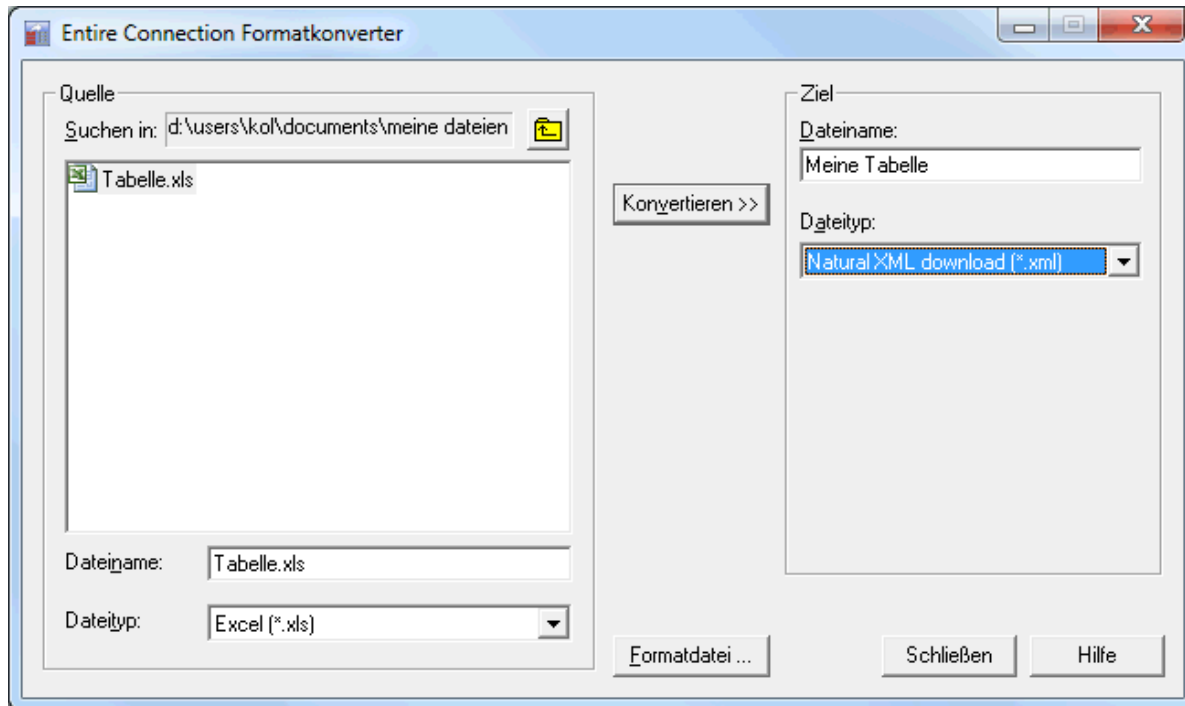 Entire Connection Formatkonverter
Quelle
Suchen in: d:\users\kol\documents\meine dateien
Tabelle.xls
Dateiname: Tabelle.xls
Dateityp: Excel (*.xls)
Konvertieren >>
Formatdatei ...
Ziel
Dateiname:
Meine Tabelle
Dateityp:
Natural XML download (*.xml)
Schließen
Hilfe